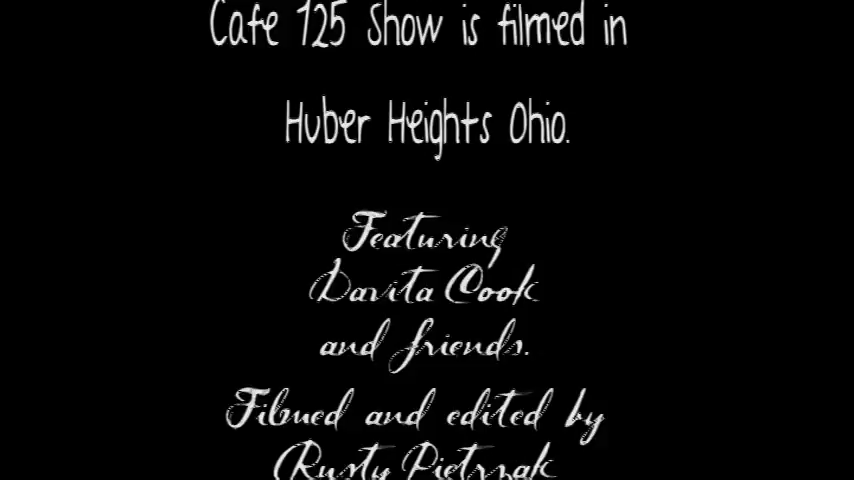 Cafe 125 Show is filmed in
Huber Heights Ohio.
Featuring
Davita Cook
and friends.
Filmed and edited by
Rusty Pietrzak